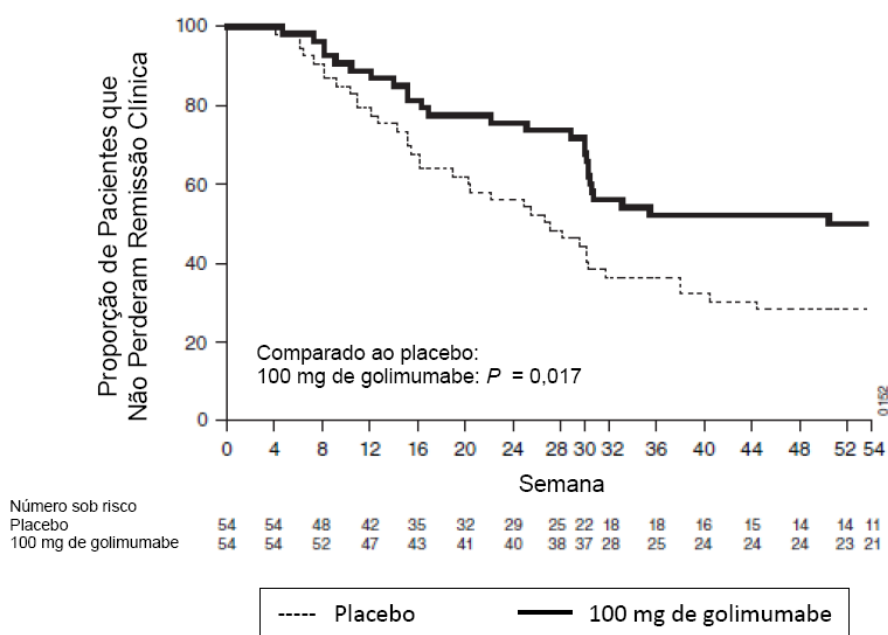 Proporção de Pacientes que
Não Perderam Remissão Clínica
100
80
60
40
20
0
Comparado ao placebo:
100 mg de golimumabe: P = 0,017
0152
0 4 8 12 16 20 24 28 30 32 36 40 44 48 52 54
Semana
Número sob risco
Placebo 54 54 48 42 35 32 29 25 22 18 18 16 15 14 14 11
100 mg de golimumabe 54 54 52 47 43 41 40 38 37 28 25 24 24 24 23 21
Placebo 100 mg de golimumabe